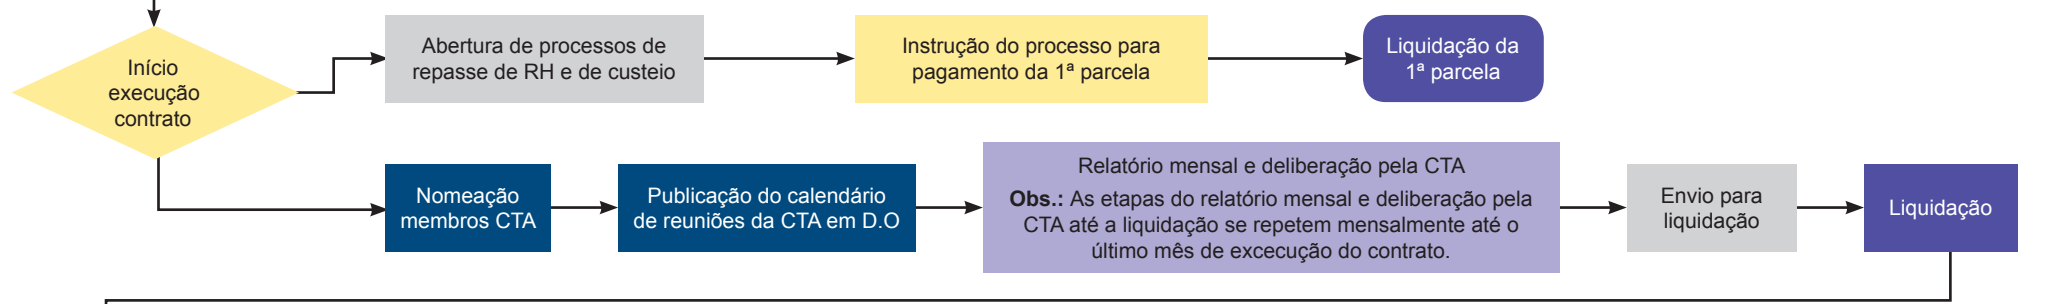 Início
execução
contrato
Abertura de processos de
repasse de RH e de custeio
Instrução do processo para
pagamento da 1ª parcela
Liquidação da
1ª parcela
Nomeação
membros CTA
Publicação do calendário
de reuniões da CTA em D.O
Relatório mensal e deliberação pela CTA
Obs.: As etapas do relatório mensal e deliberação pela
CTA até a liquidação se repetem mensalmente até o
último mês de excecução do contrato.
Envio para
liquidação
Liquidação